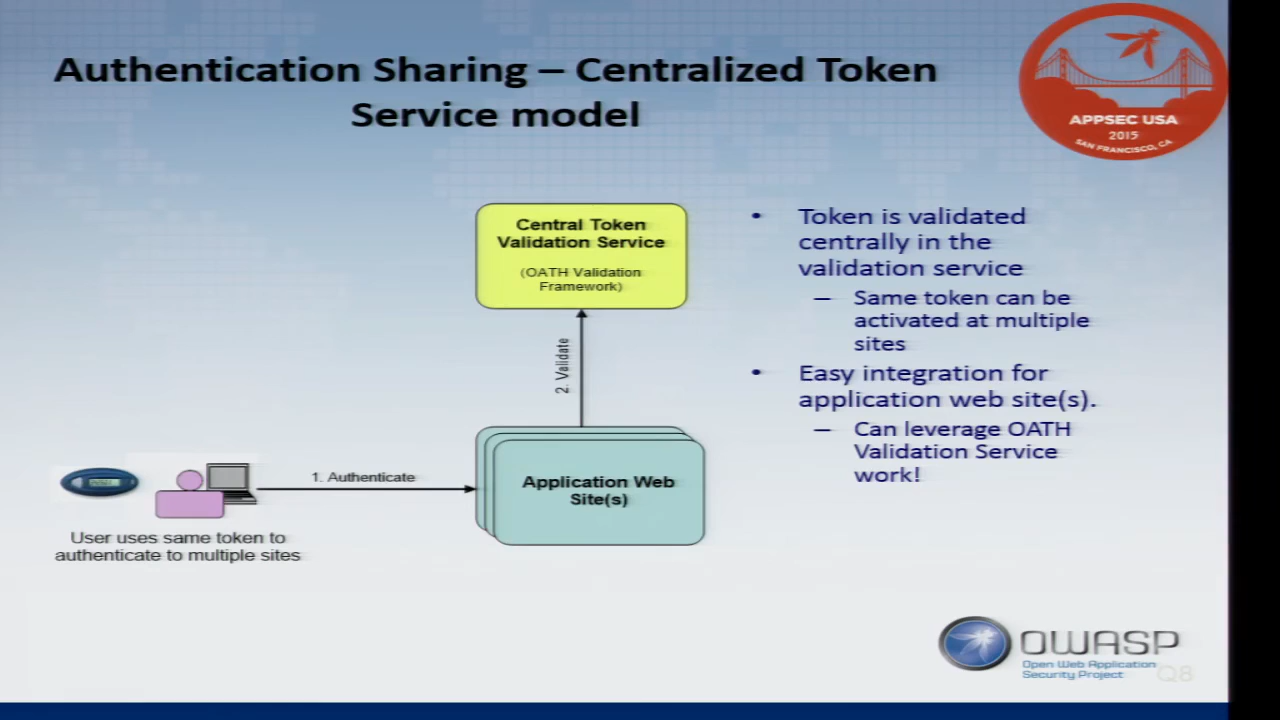 Authentication Sharing – Centralized Token
Service model
APPSEC USA
2015
SAN FRANCISCO, CA
Central Token
Validation Service
(OATH Validation
Framework)
2. Validate
1. Authenticate
Application Web
Site(s)
User uses same token to
authenticate to multiple sites
• Token is validated
centrally in the
validation service
– Same token can be
activated at multiple
sites
• Easy integration for
application web site(s).
– Can leverage OATH
Validation Service
work!
OWASP
Open Web Application
Security Project
Q8